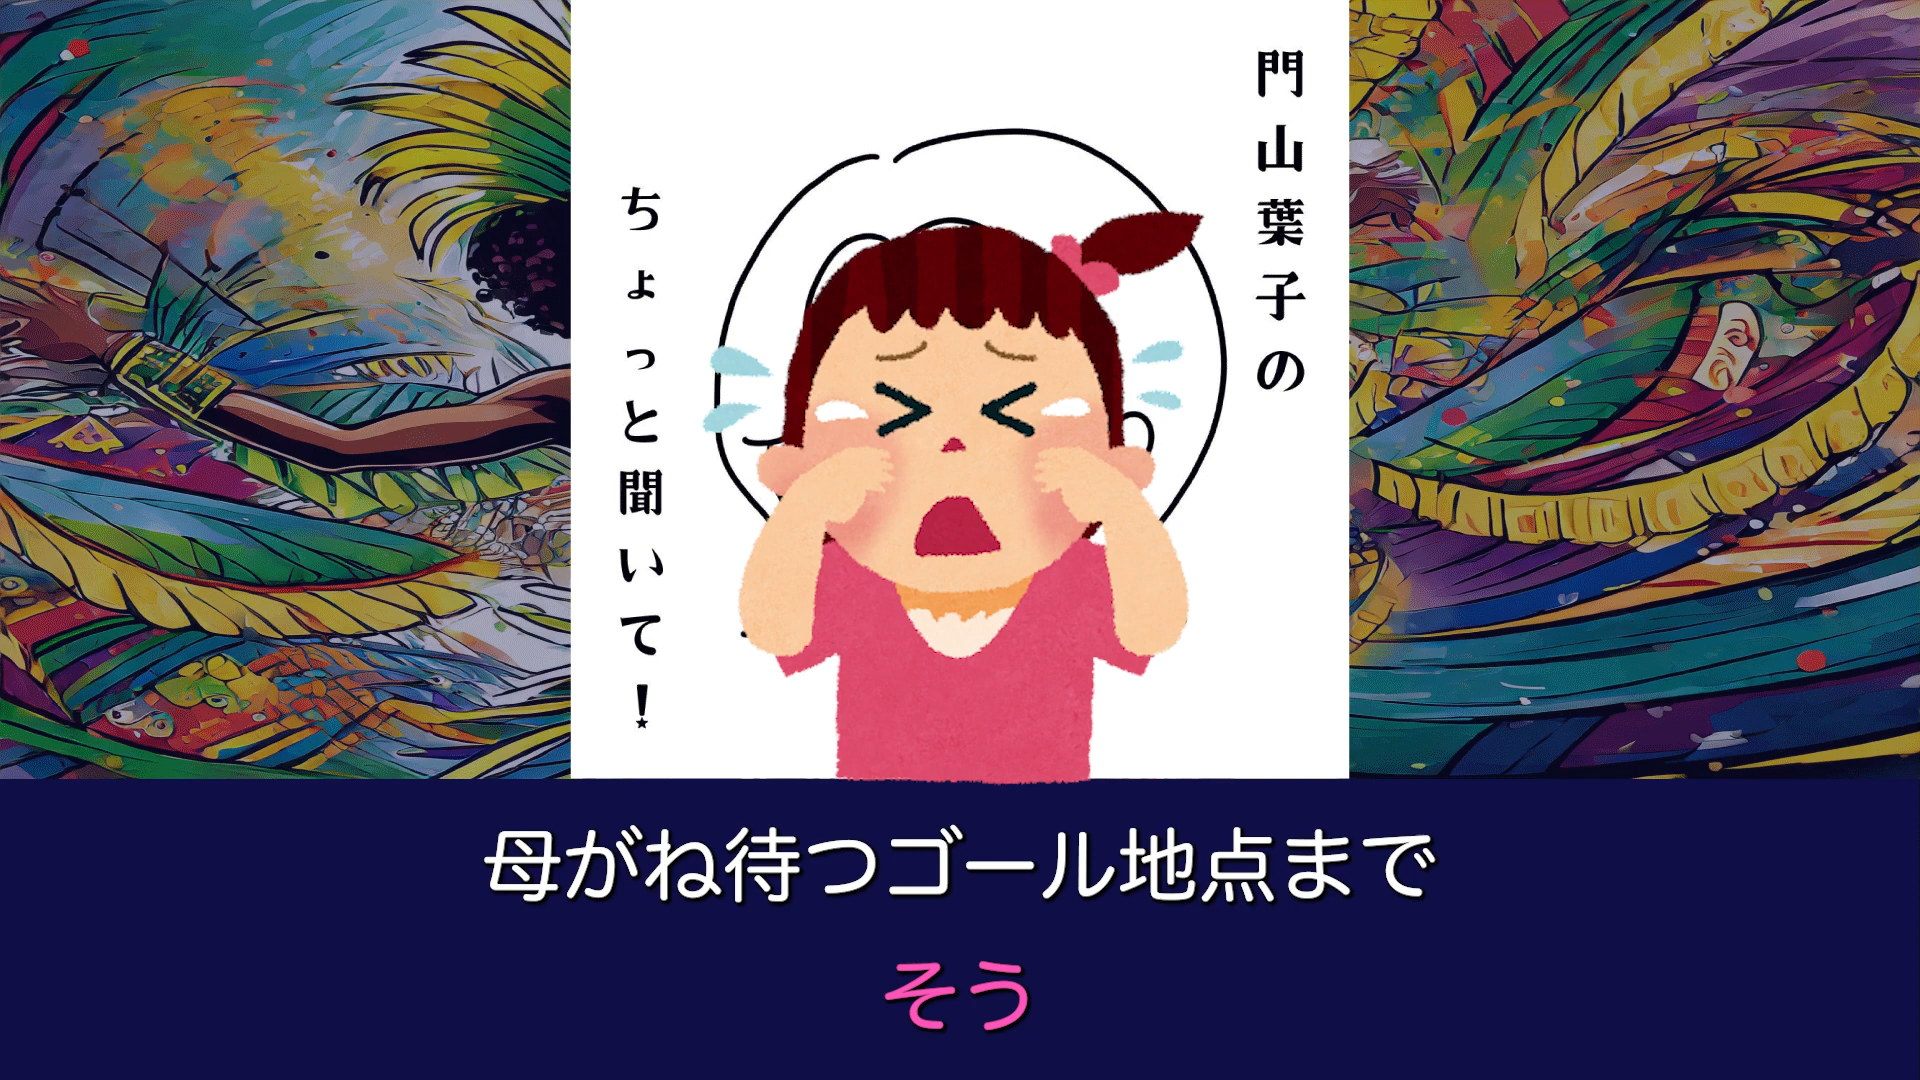 門山葉子の
ちょっと聞いて!
母がね待つゴール地点まで
そう